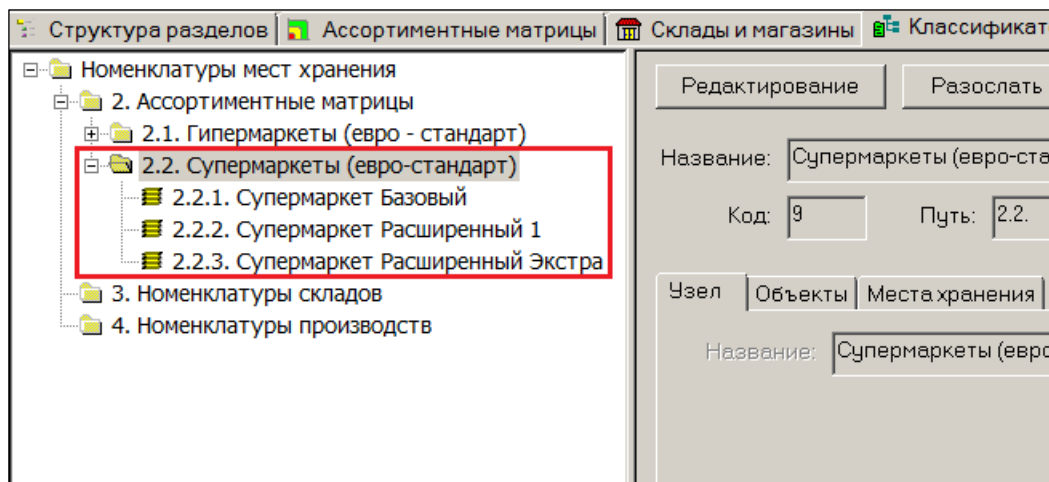 Структура разделов Ассортиментные матрицы Склады и магазины Классификат
Номенклатуры мест хранения
2. Ассортиментные матрицы
2.1. Гипермаркеты (евро - стандарт)
2.2. Супермаркеты (евро-стандарт)
2.2.1. Супермаркет Базовый
2.2.2. Супермаркет Расширенный 1
2.2.3. Супермаркет Расширенный Экстра
3. Номенклатуры складов
4. Номенклатуры производств
Редактирование Разослать
Название: Супермаркеты (евро-ста
Код: 9 Путь: 2.2.
Узел Объекты Места хранения
Название: Супермаркеты (евро